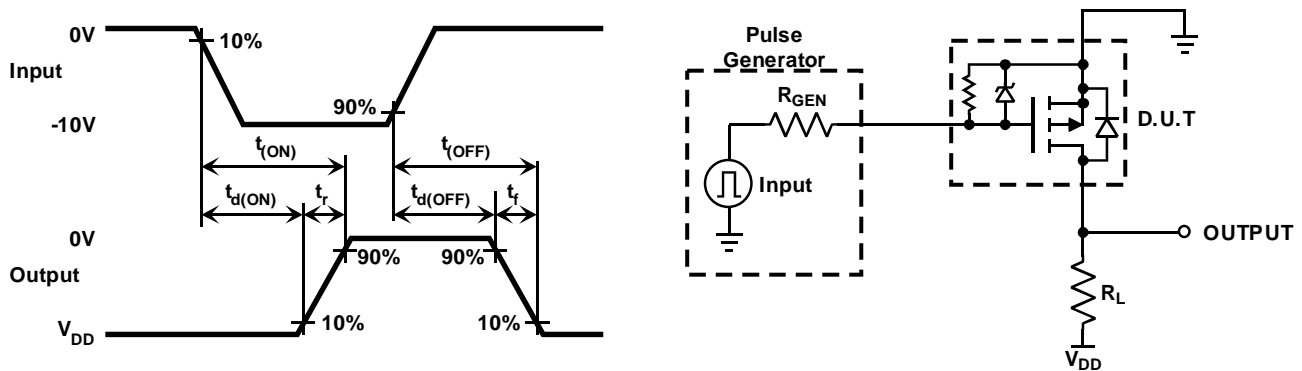 0V
10%
Input
90%
-10V
t(ON)
t(OFF)
td(ON)
tr
td(OFF)
tf
0V
90%
90%
Output
10%
10%
VDD
Pulse
Generator
RGEN
Input
D.U.T
OUTPUT
RL
VDD